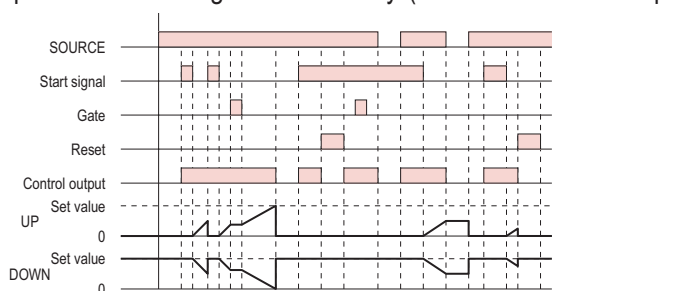 SOURCE
Start signal
Gate
Reset
Control output
Set value
UP
0
Set value
DOWN
0